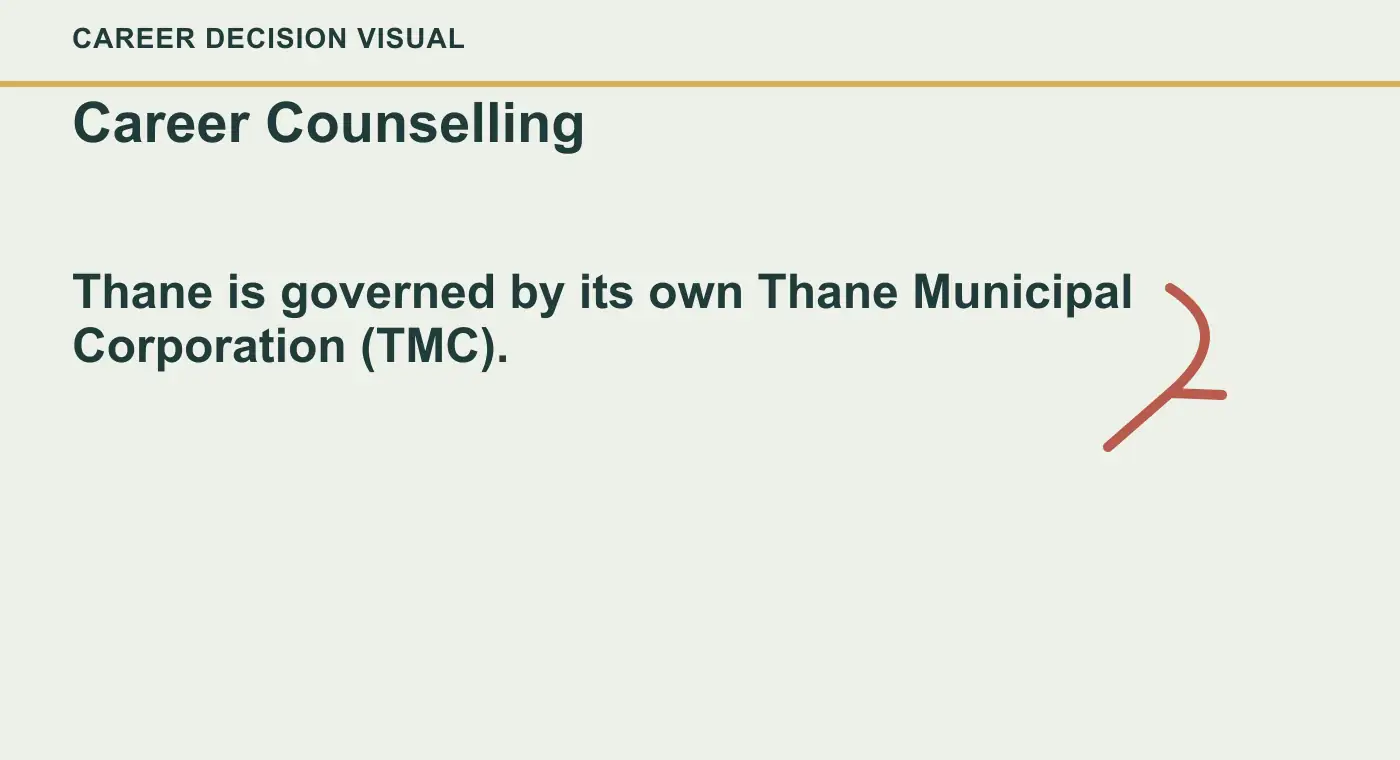 CAREER DECISION VISUAL
Career Counselling
Thane is governed by its own Thane Municipal
Corporation (TMC).